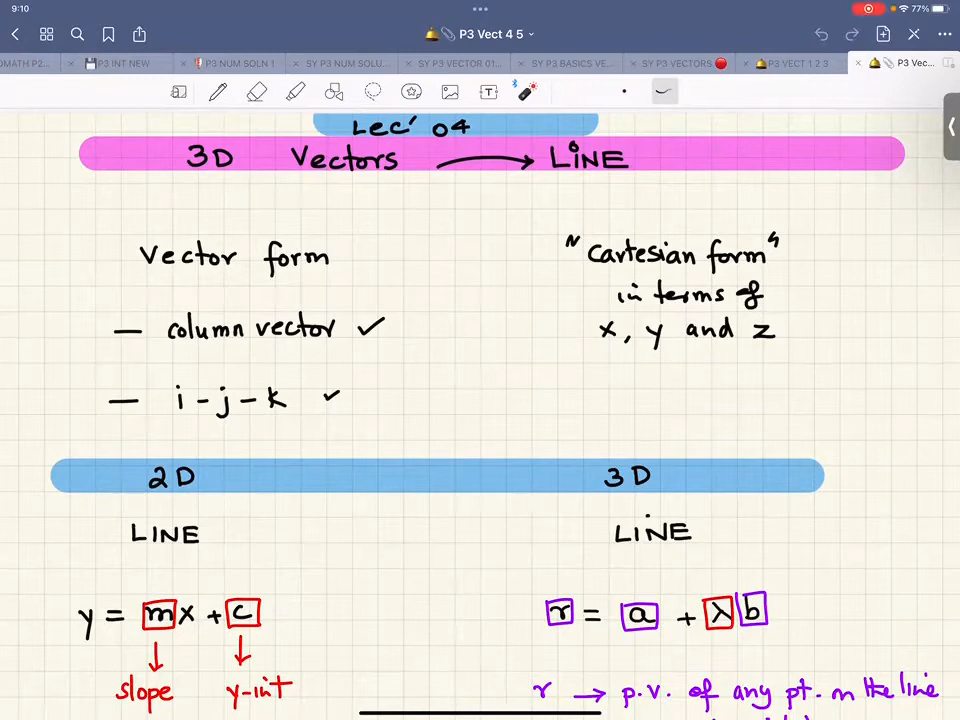 9:10
77%
P3 Vect 4 5
OMATH P2...
P3 INT NEW
P3 NUM SOLN 1
SY P3 NUM SOLU...
SY P3 VECTOR 01...
SY P3 BASICS VE...
SY P3 VECTORS
P3 VECT 1 2 3
P3 Vec...
Lec' 04
3D Vectors → LiNE
Vector form
"Cartesian form"
in terms of
— column vector ✓
x, y and z
— i - j - k ✓
2D
3D
LINE
LiNE
y = mx + c
r = a + λb
slope
y-int
r → p.v. of any pt. on the line